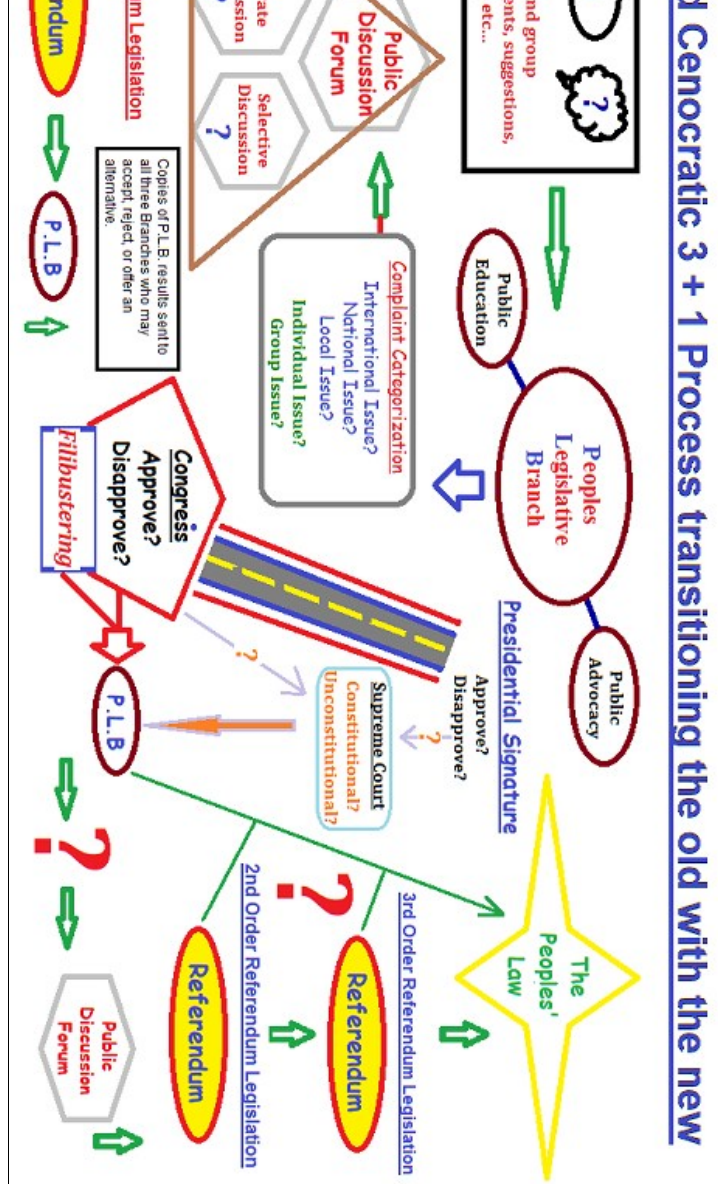 d Cenocratic 3 + 1 Process transitioning the old with the new
?
nd group
ents, suggestions,
etc...
Public
Education
Peoples
Legislative
Branch
Public
Advocacy
The
Peoples'
Law
Public
Discussion
Forum
ate
ssion
?
Selective
Discussion
?
Complaint Categorization
International Issue?
National Issue?
Local Issue?
Individual Issue?
Group Issue?
Presidential Signature
Approve?
Disapprove?
?
Supreme Court
Constitutional?
Unconstitutional?
?
3rd Order Referendum Legislation
Referendum
?
2nd Order Referendum Legislation
Referendum
m Legislation
ndum
Copies of P.L.B. results sent to
all three Branches who may
accept, reject, or offer an
alternative.
P.L.B
Congress
Approve?
Disapprove?
Filibustering
P.L.B
?
Public
Discussion
Forum